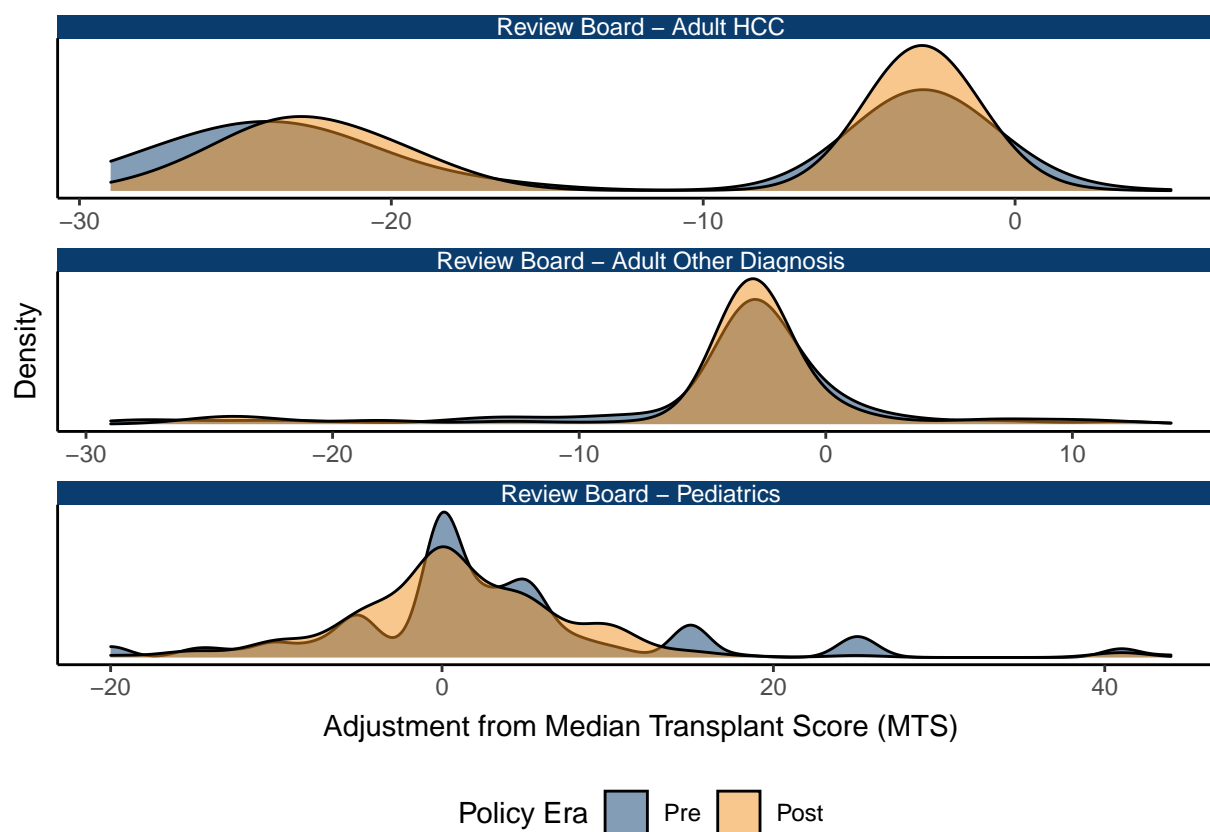 Review Board – Adult HCC
−30 −20 −10 0
Review Board – Adult Other Diagnosis
−30 −20 −10 0 10
Review Board – Pediatrics
−20 0 20 40
Density
Adjustment from Median Transplant Score (MTS)
Policy Era Pre Post